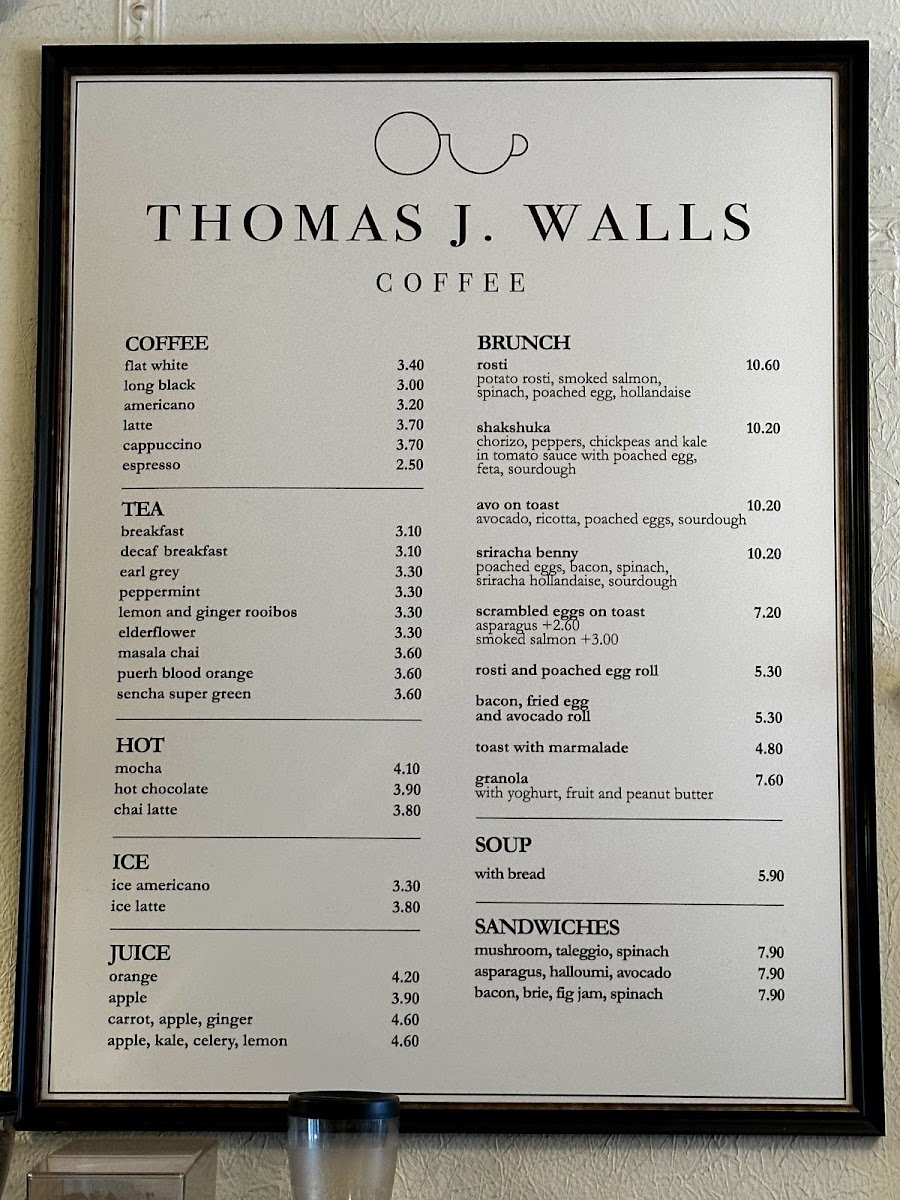 THOMAS J. WALLS
COFFEE
COFFEE
flat white 3.40
long black 3.00
americano 3.20
latte 3.70
cappuccino 3.70
espresso 2.50
TEA
breakfast 3.10
decaf breakfast 3.10
earl grey 3.30
peppermint 3.30
lemon and ginger rooibos 3.30
elderflower 3.30
masala chai 3.60
puerh blood orange 3.60
sencha super green 3.60
HOT
mocha 4.10
hot chocolate 3.90
chai latte 3.80
ICE
ice americano 3.30
ice latte 3.80
JUICE
orange 4.20
apple 3.90
carrot, apple, ginger 4.60
apple, kale, celery, lemon 4.60
BRUNCH
rosti 10.60
potato rosti, smoked salmon,
spinach, poached egg, hollandaise
shakshuka 10.20
chorizo, peppers, chickpeas and kale
in tomato sauce with poached egg,
feta, sourdough
avo on toast 10.20
avocado, ricotta, poached eggs, sourdough
sriracha benny 10.20
poached eggs, bacon, spinach,
sriracha hollandaise, sourdough
scrambled eggs on toast 7.20
asparagus +2.60
smoked salmon +3.00
rosti and poached egg roll 5.30
bacon, fried egg
and avocado roll 5.30
toast with marmalade 4.80
granola 7.60
with yoghurt, fruit and peanut butter
SOUP
with bread 5.90
SANDWICHES
mushroom, taleggio, spinach 7.90
asparagus, halloumi, avocado 7.90
bacon, brie, fig jam, spinach 7.90